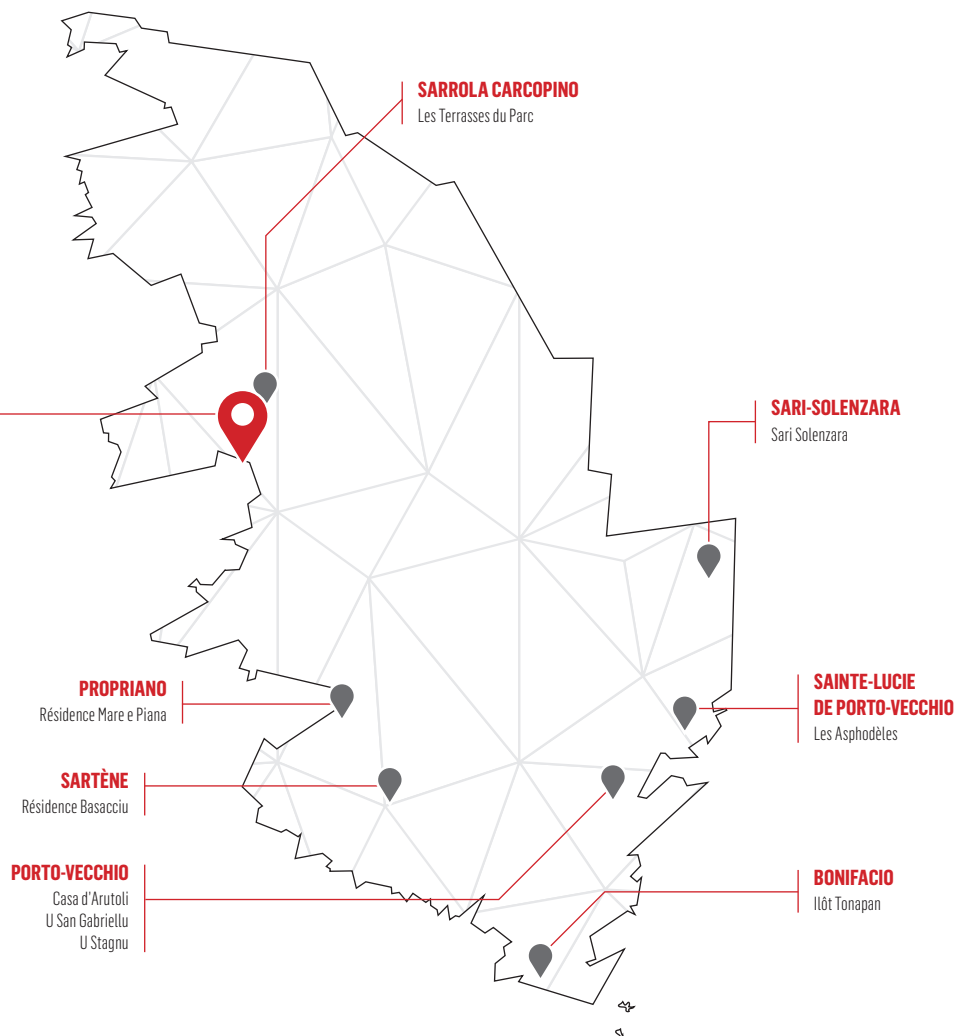 SARROLA CARCOPINO
Les Terrasses du Parc
SARI-SOLENZARA
Sari Solenzara
PROPRIANO
Résidence Mare e Piana
SAINTE-LUCIE
DE PORTO-VECCHIO
Les Asphodèles
SARTÈNE
Résidence Basacciu
PORTO-VECCHIO
Casa d'Arutoli
U San Gabriellu
U Stagnu
BONIFACIO
Ilôt Tonapan